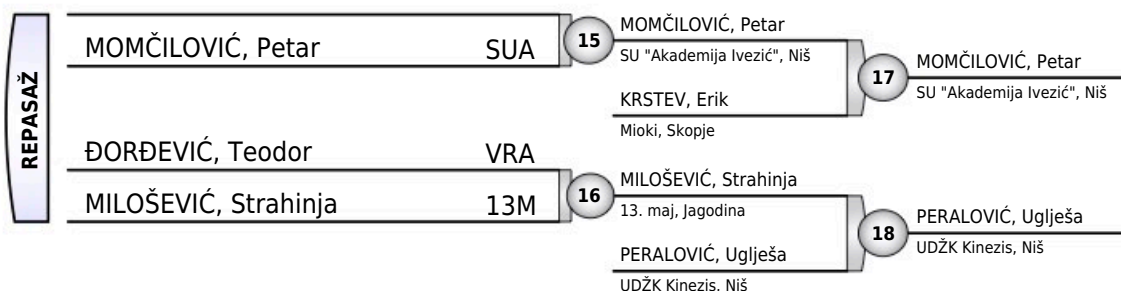 REPASAŽ
MOMČILOVIĆ, Petar SUA
ĐORĐEVIĆ, Teodor VRA
MILOŠEVIĆ, Strahinja 13M
15
MOMČILOVIĆ, Petar
SU "Akademija Ivezić", Niš
KRSTEV, Erik
Mioki, Skopje
16
MILOŠEVIĆ, Strahinja
13. maj, Jagodina
PERALOVIĆ, Uglješa
UDŽK Kinezis, Niš
17
MOMČILOVIĆ, Petar
SU "Akademija Ivezić", Niš
18
PERALOVIĆ, Uglješa
UDŽK Kinezis, Niš